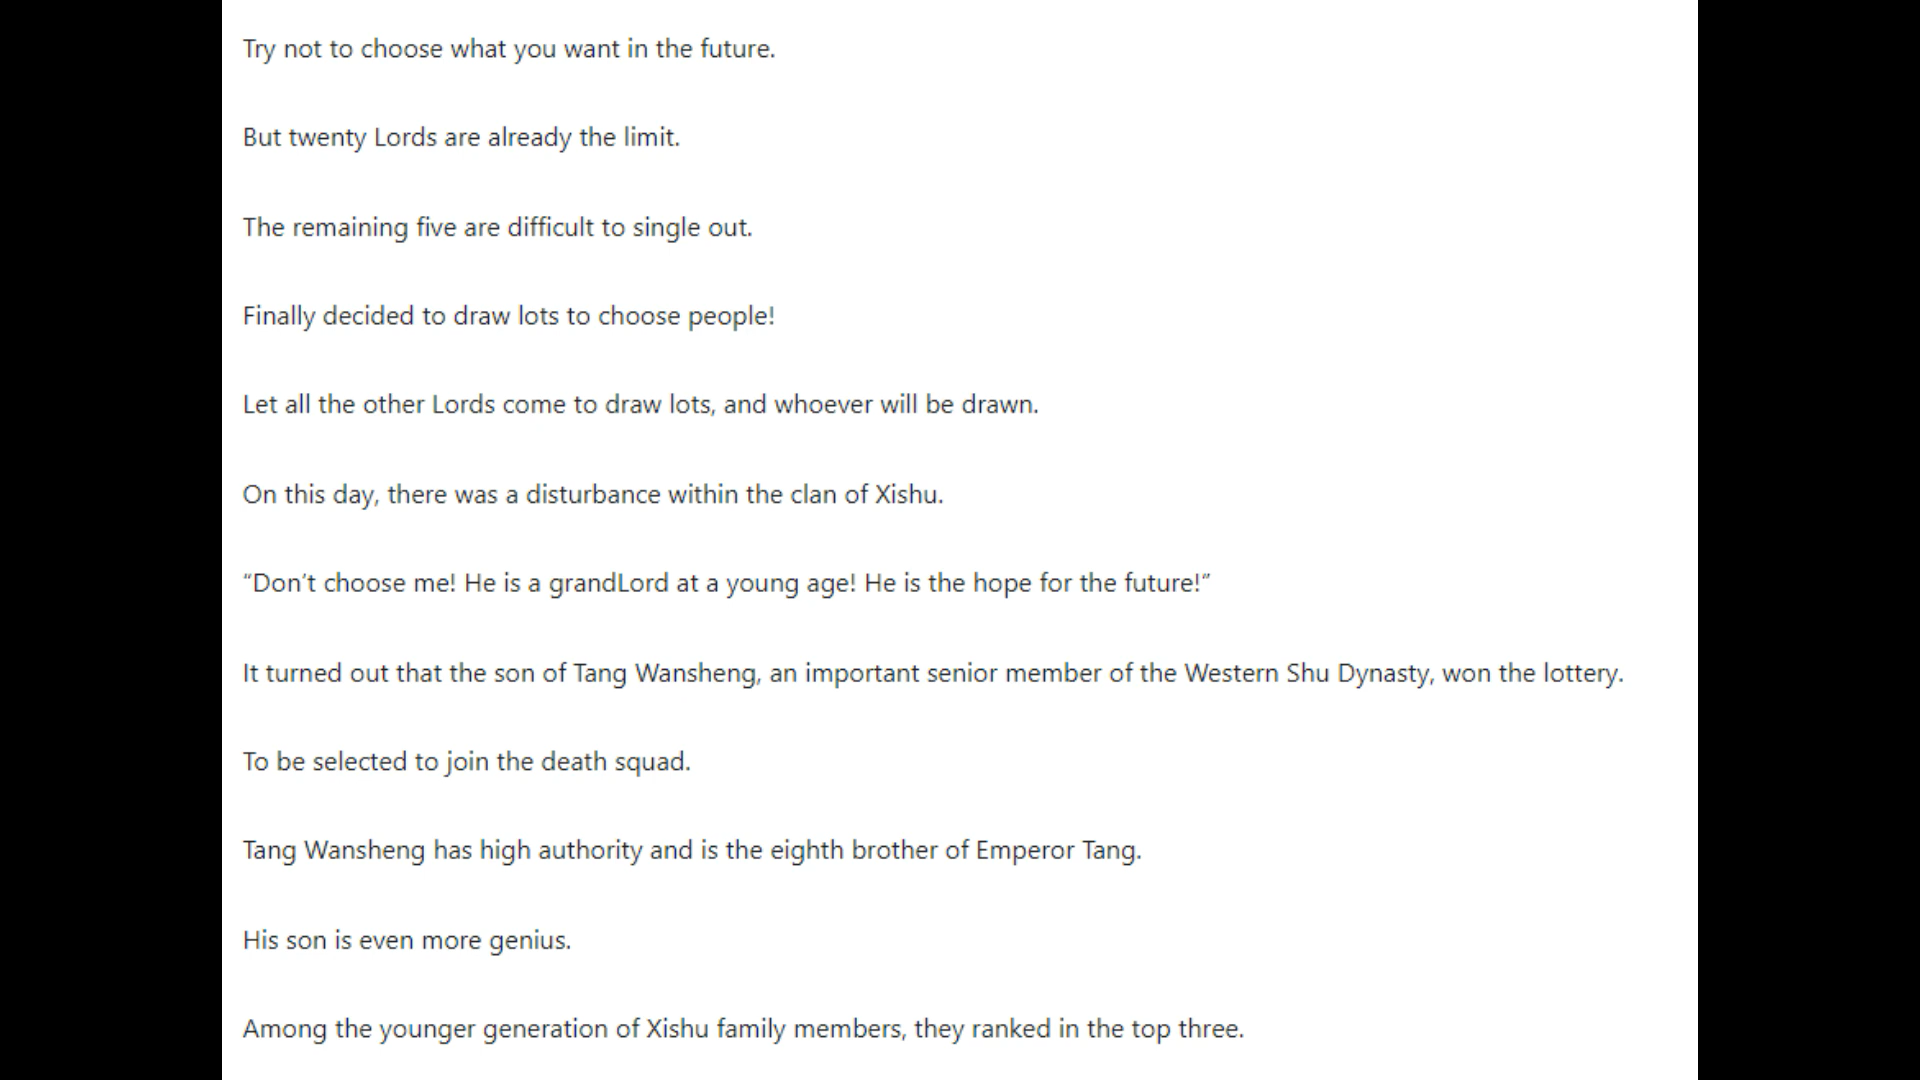 Try not to choose what you want in the future.
But twenty Lords are already the limit.
The remaining five are difficult to single out.
Finally decided to draw lots to choose people!
Let all the other Lords come to draw lots, and whoever will be drawn.
On this day, there was a disturbance within the clan of Xishu.
“Don’t choose me! He is a grandLord at a young age! He is the hope for the future!”
It turned out that the son of Tang Wansheng, an important senior member of the Western Shu Dynasty, won the lottery.
To be selected to join the death squad.
Tang Wansheng has high authority and is the eighth brother of Emperor Tang.
His son is even more genius.
Among the younger generation of Xishu family members, they ranked in the top three.